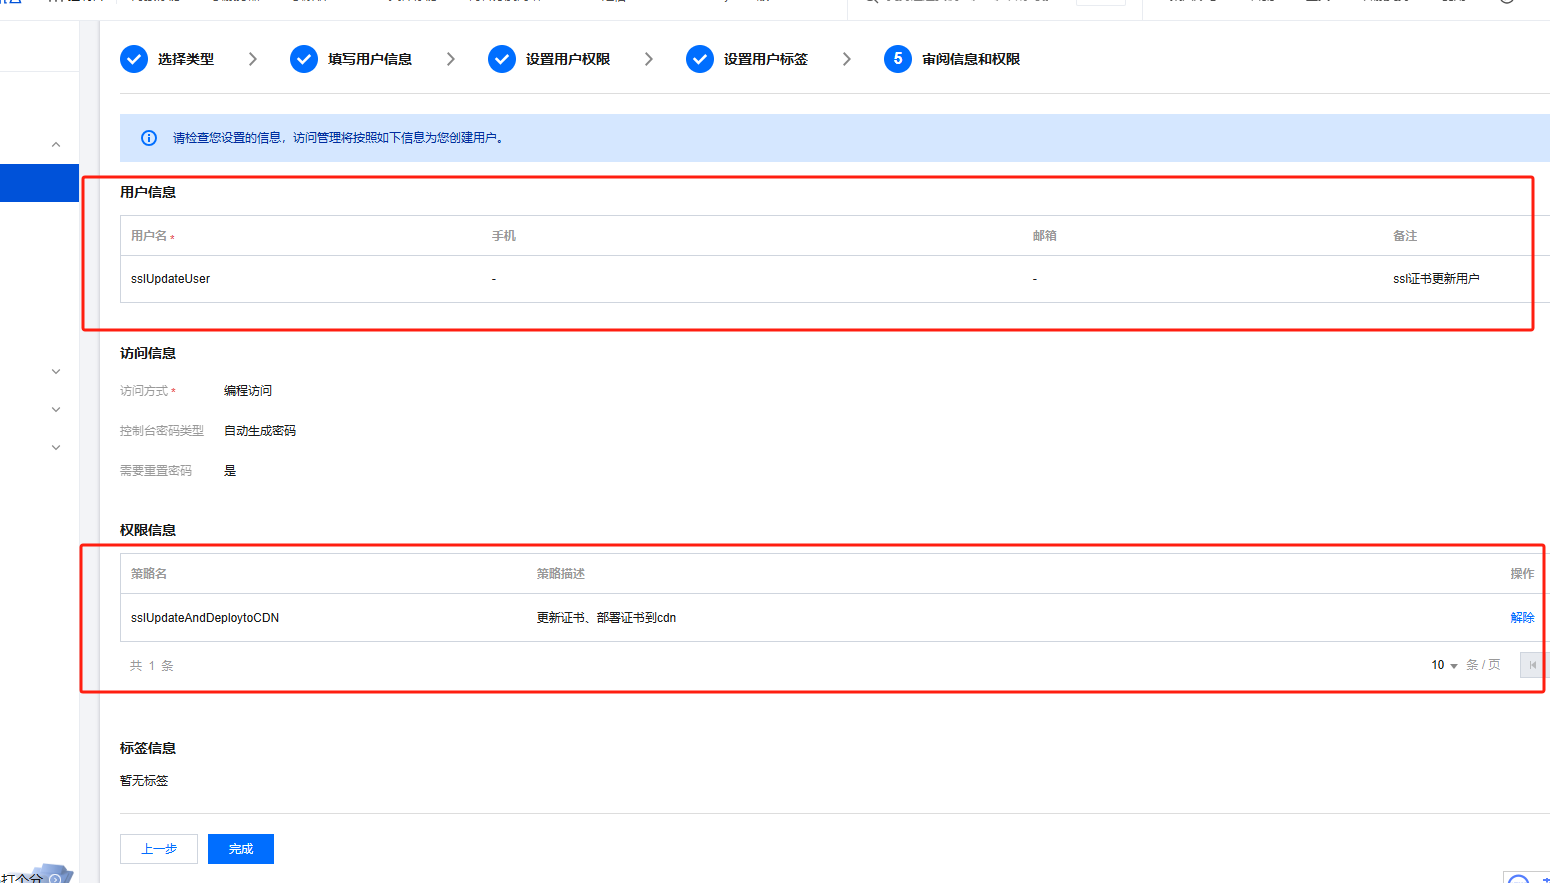 选择类型
填写用户信息
设置用户权限
设置用户标签
5 审阅信息和权限
请检查您设置的信息，访问管理将按照如下信息为您创建用户。
用户信息
用户名 * 手机 邮箱 备注
sslUpdateUser - - ssl证书更新用户
访问信息
访问方式 * 编程访问
控制台密码类型 自动生成密码
需要重置密码 是
权限信息
策略名 策略描述 操作
sslUpdateAndDeploytoCDN 更新证书、部署证书到cdn 解除
共 1 条 10 条 / 页
标签信息
暂无标签
上一步 完成
打个分